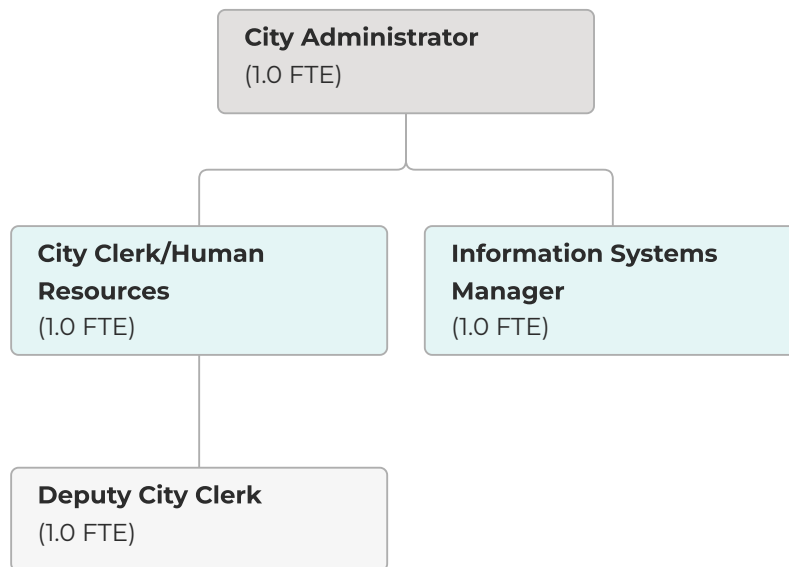 City Administrator
(1.0 FTE)
City Clerk/Human
Resources
(1.0 FTE)
Information Systems
Manager
(1.0 FTE)
Deputy City Clerk
(1.0 FTE)